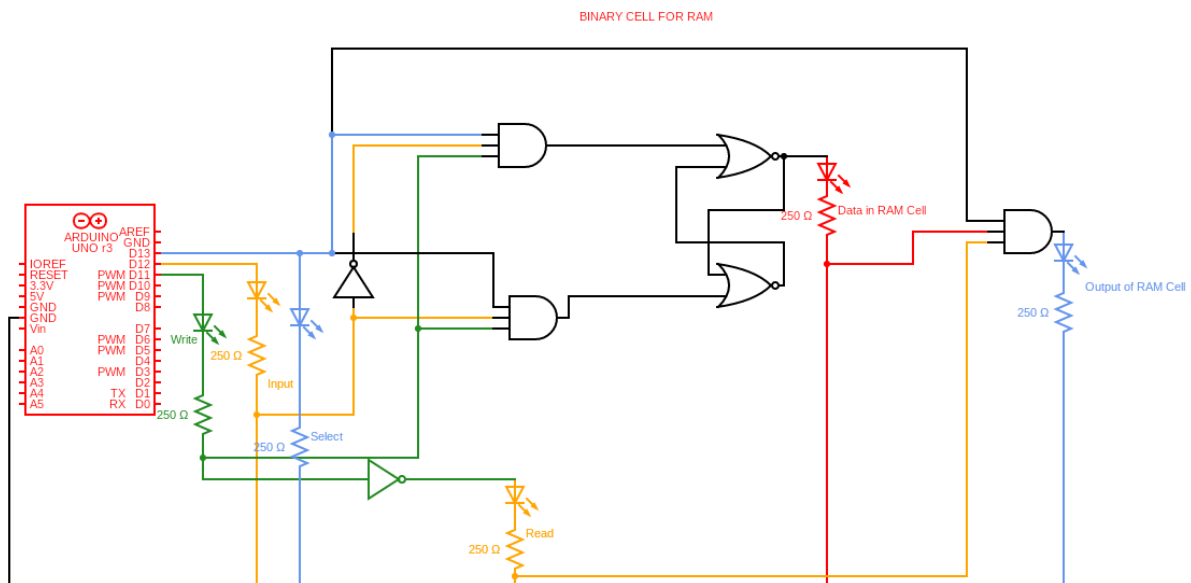 BINARY CELL FOR RAM
ARDUINO
UNO r3
AREF
GND
D13
D12
IOREF
RESET
3.3V
5V
GND
GND
Vin
PWM D11
PWM D10
PWM D9
D8
D7
PWM D6
PWM D5
D4
PWM D3
D2
TX D1
RX D0
A0
A1
A2
A3
A4
A5
Write
250 Ω
250 Ω
Input
250 Ω
Select
250 Ω
Read
250 Ω
Data in RAM Cell
250 Ω
Output of RAM Cell